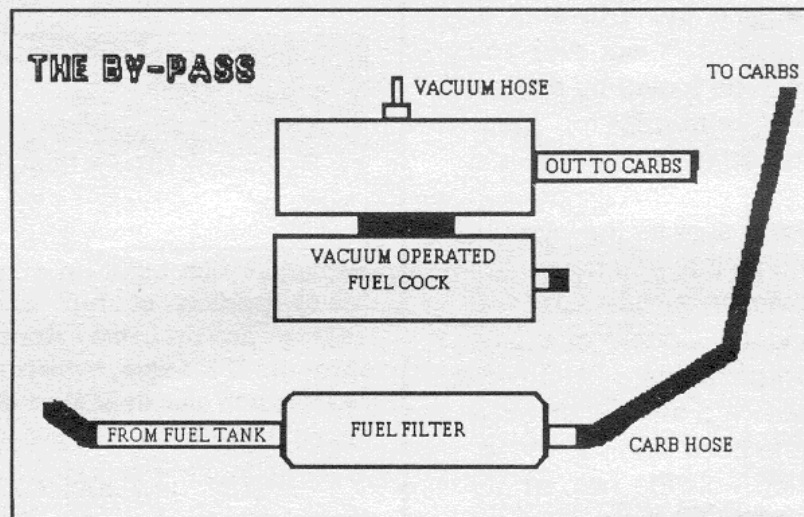 THE BY-PASS
TO CARBS
VACUUM HOSE
OUT TO CARBS
VACUUM OPERATED
FUEL COCK
FROM FUEL TANK
FUEL FILTER
CARB HOSE